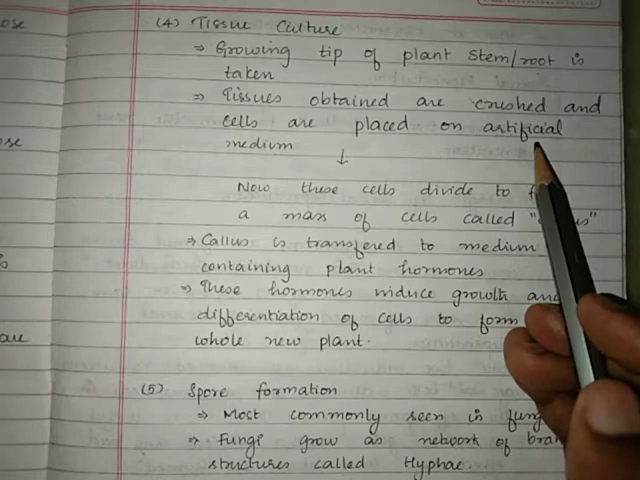 ose
ose
are
(4) Tissue Culture
⇒ Growing tip of plant stem/root is
taken
⇒ Tissues obtained are crushed and
cells are placed on artificial
medium
↓
Now these cells divide to
a mass of cells called "
⇒ Callus is transfered to medium
containing plant hormones
⇒ These hormones induce growth and
differentiation of cells to form
whole new plant.
(5) Spore formation
⇒ Most commonly seen in
⇒ Fungi grow as network of
structures called Hyphae.